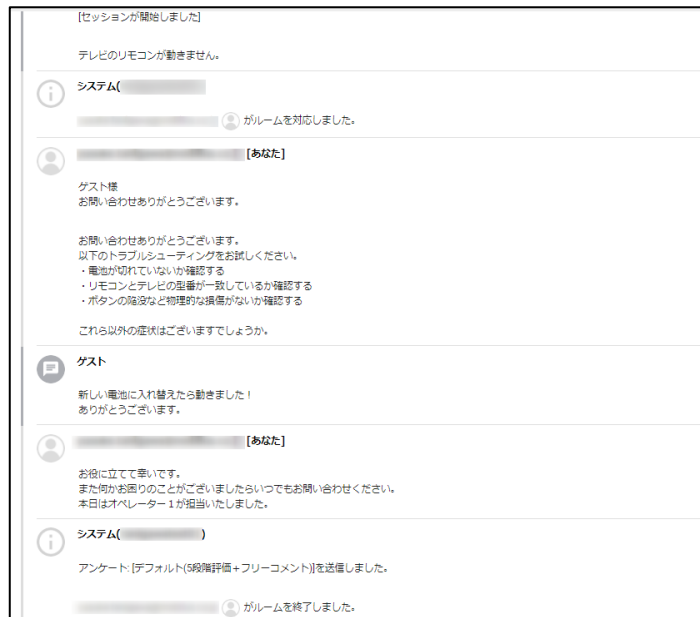 [セッションが開始しました]
テレビのリモコンが動きません。
システム(
がルームを対応しました。
[あなた]
ゲスト様
お問い合わせありがとうございます。
お問い合わせありがとうございます。
以下のトラブルシューティングをお試しください。
・電池が切れていないか確認する
・リモコンとテレビの型番が一致しているか確認する
・ボタンの陥没など物理的な損傷がないか確認する
これら以外の症状はございますでしょうか。
ゲスト
新しい電池に入れ替えたら動きました！
ありがとうございます。
[あなた]
お役に立てて幸いです。
また何かお困りのことがございましたらいつでもお問い合わせください。
本日はオペレーター１が担当いたしました。
システム( )
アンケート: [デフォルト(5段階評価+フリーコメント)]を送信しました。
がルームを終了しました。